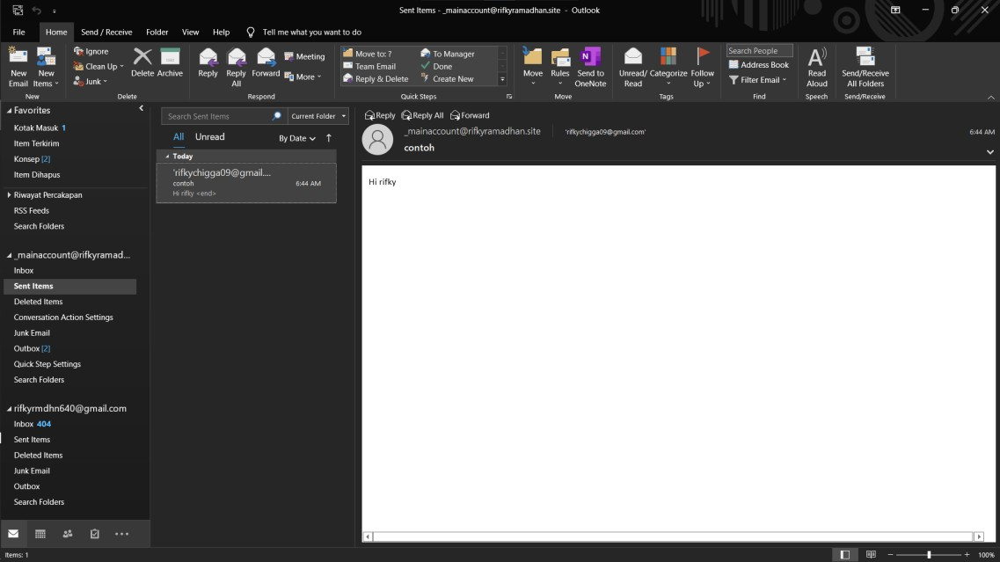 Sent Items - _mainaccount@rifkyramadhan.site - Outlook
File Home Send / Receive Folder View Help Tell me what you want to do
New Email
New Items
New
Ignore
Clean Up
Junk
Delete
Archive
Delete
Reply
Reply All
Forward
Meeting
More
Respond
Move to: ?
Team Email
Reply & Delete
To Manager
Done
Create New
Quick Steps
Move
Rules
Send to OneNote
Move
Unread/ Read
Categorize
Follow Up
Tags
Search People
Address Book
Filter Email
Find
Read Aloud
Speech
Send/Receive All Folders
Send/Receive
Favorites
Kotak Masuk 1
Item Terkirim
Konsep [2]
Item Dihapus
Riwayat Percakapan
RSS Feeds
Search Folders
_mainaccount@rifkyramad...
Inbox
Sent Items
Deleted Items
Conversation Action Settings
Junk Email
Outbox [2]
Quick Step Settings
Search Folders
rifkyrmdhn640@gmail.com
Inbox 404
Sent Items
Deleted Items
Junk Email
Outbox
Search Folders
Search Sent Items
Current Folder
All Unread By Date
Today
'rifkychigga09@gmail....
contoh 6:44 AM
Hi rifky <end>
Reply Reply All Forward
_mainaccount@rifkyramadhan.site 'rifkychigga09@gmail.com' 6:44 AM
contoh
Hi rifky
Items: 1
100%